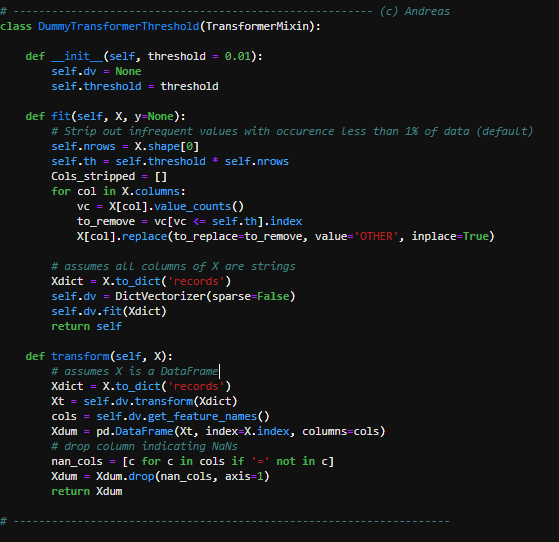 # -------------------------------------------------------- (c) Andreas
class DummyTransformerThreshold(TransformerMixin):
    def __init__(self, threshold = 0.01):
        self.dv = None
        self.threshold = threshold
    def fit(self, X, y=None):
        # Strip out infrequent values with occurence less than 1% of data (default)
        self.nrows = X.shape[0]
        self.th = self.threshold * self.nrows
        Cols_stripped = []
        for col in X.columns:
            vc = X[col].value_counts()
            to_remove = vc[vc <= self.th].index
            X[col].replace(to_replace=to_remove, value='OTHER', inplace=True)
        # assumes all columns of X are strings
        Xdict = X.to_dict('records')
        self.dv = DictVectorizer(sparse=False)
        self.dv.fit(Xdict)
        return self
    def transform(self, X):
        # assumes X is a DataFrame
        Xdict = X.to_dict('records')
        Xt = self.dv.transform(Xdict)
        cols = self.dv.get_feature_names()
        Xdum = pd.DataFrame(Xt, index=X.index, columns=cols)
        # drop column indicating NaNs
        nan_cols = [c for c in cols if '=' not in c]
        Xdum = Xdum.drop(nan_cols, axis=1)
        return Xdum
# --------------------------------------------------------------------